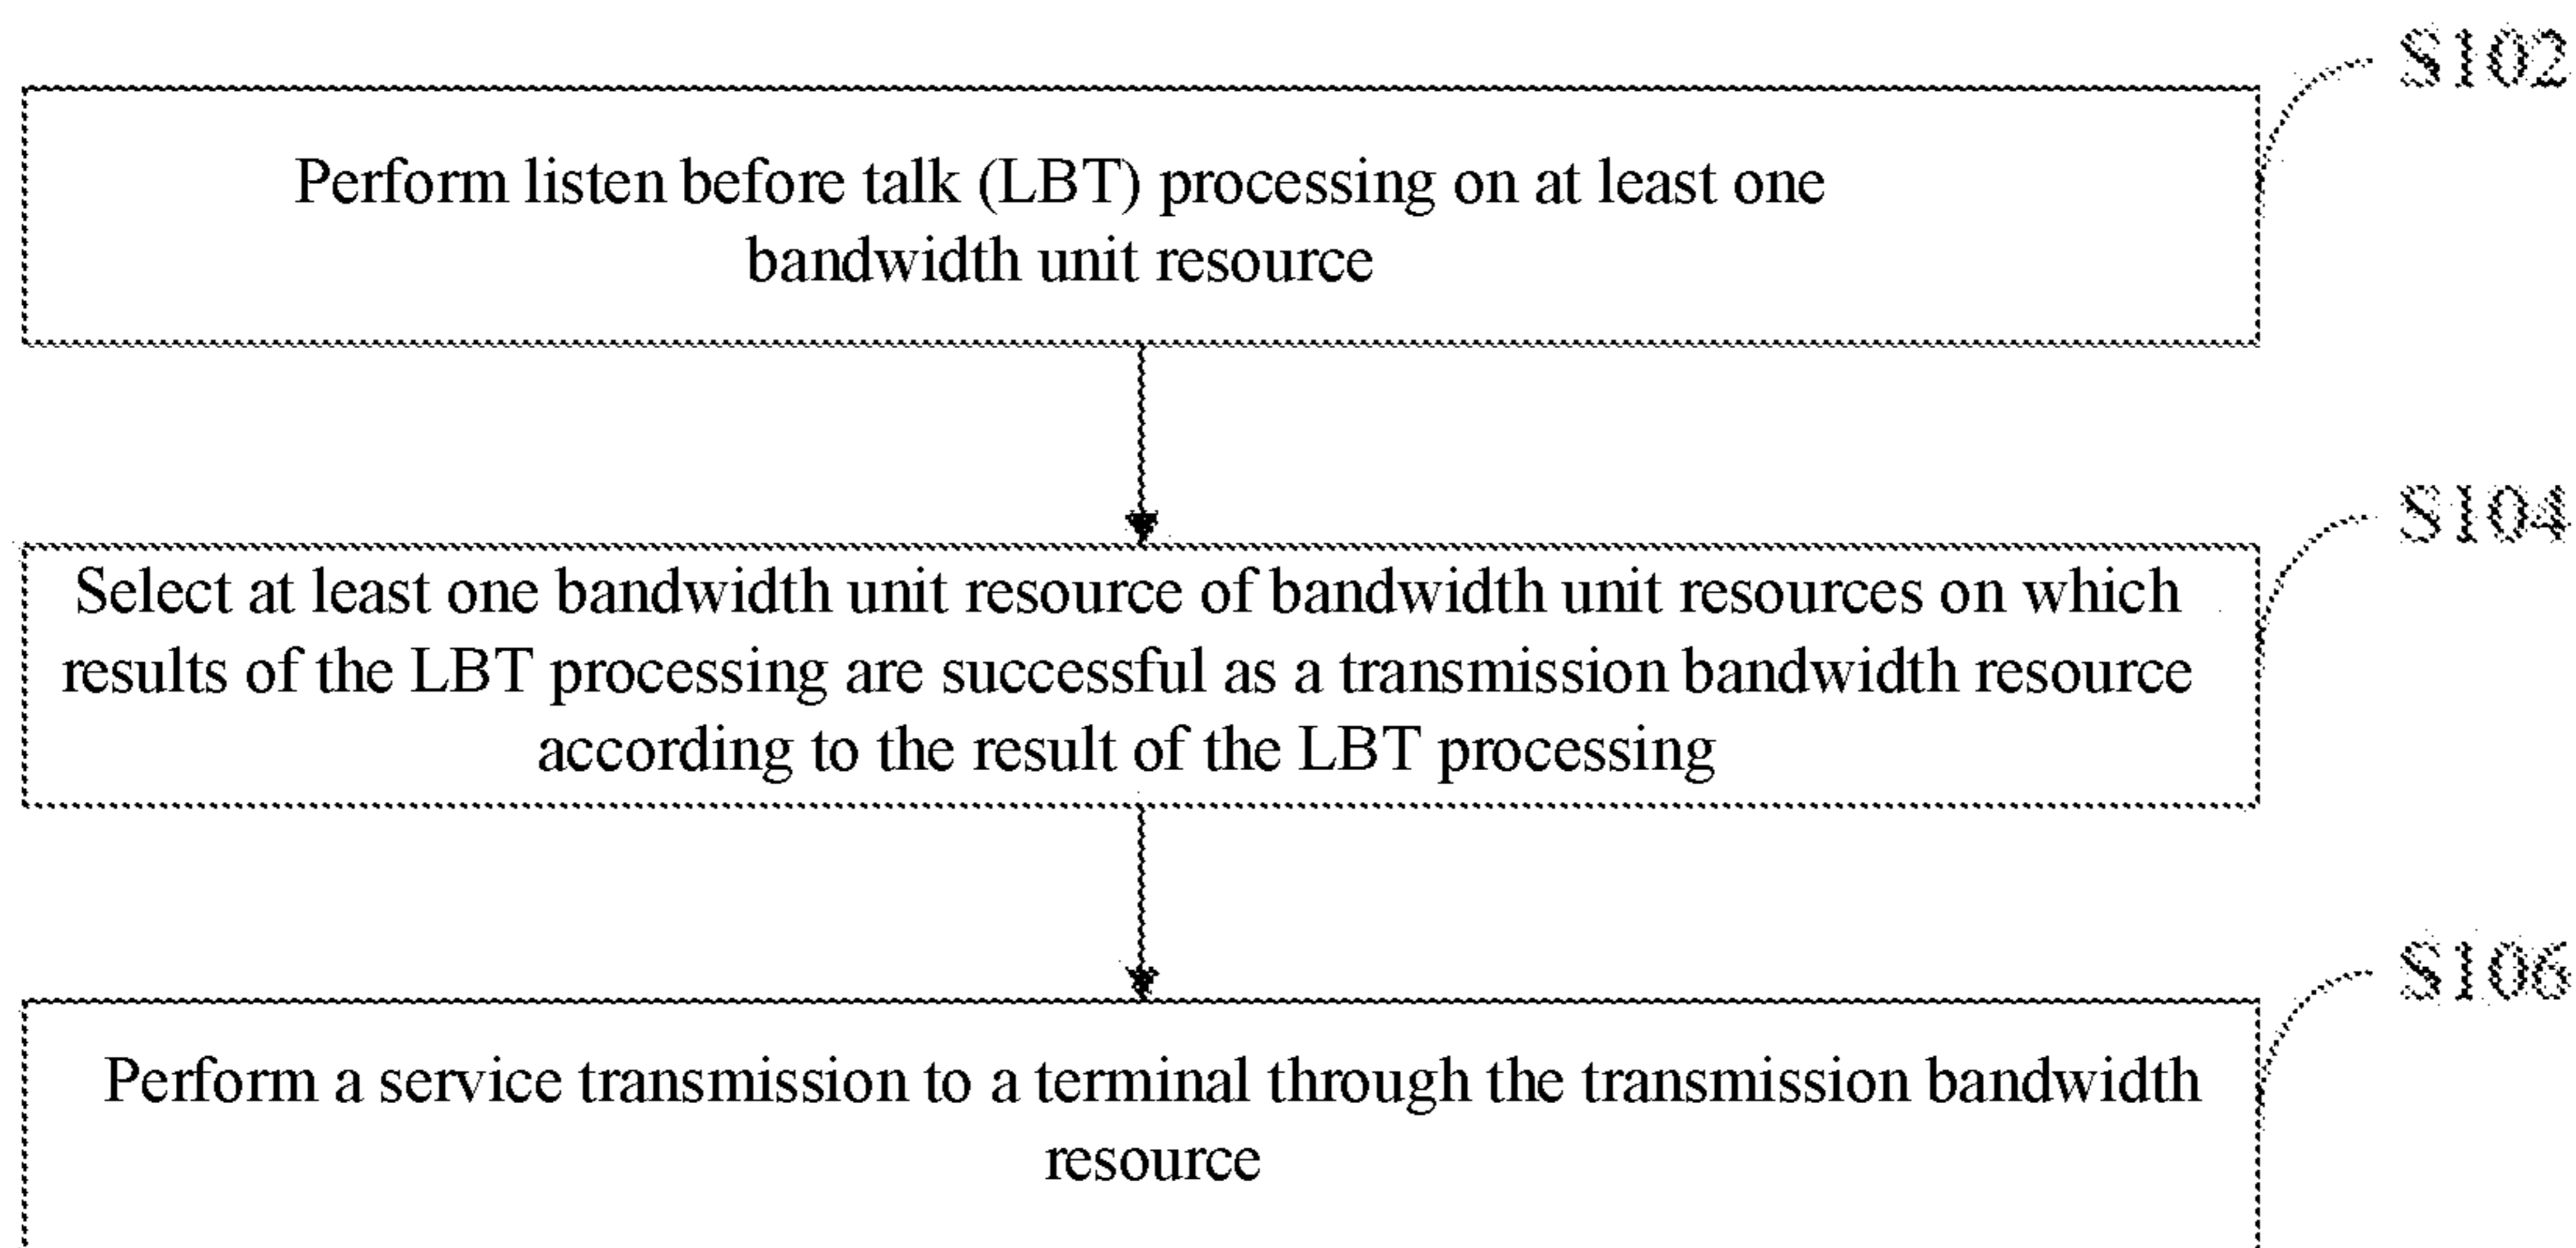 S102
Perform listen before talk (LBT) processing on at least one
bandwidth unit resource
S104
Select at least one bandwidth unit resource of bandwidth unit resources on which
results of the LBT processing are successful as a transmission bandwidth resource
according to the result of the LBT processing
S106
Perform a service transmission to a terminal through the transmission bandwidth
resource